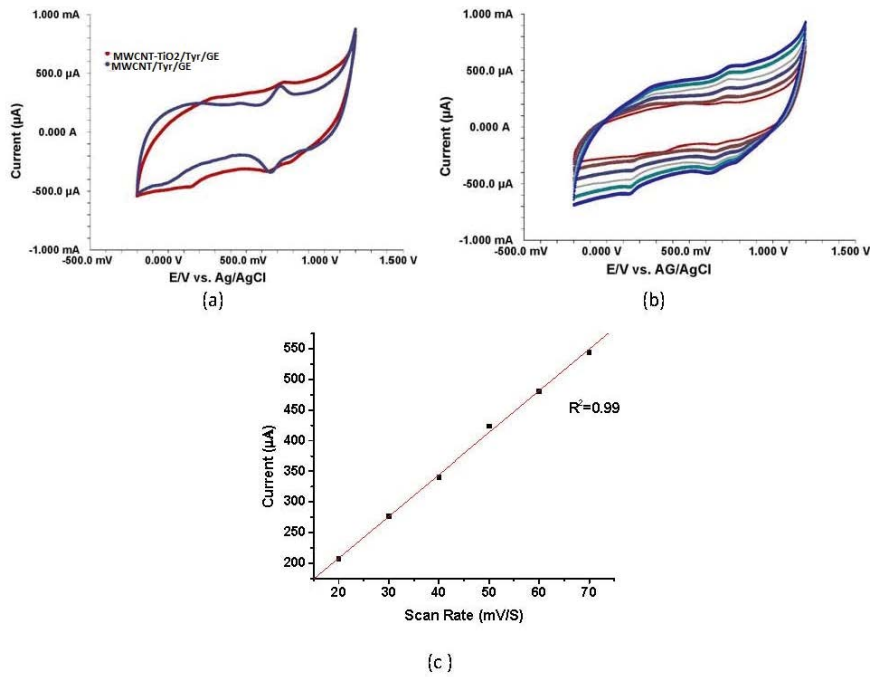 1.000 mA
500.0 µA
0.000 A
-500.0 µA
-1.000 mA
Current (µA)
MWCNT-TiO2/Tyr/GE
MWCNT/Tyr/GE
-500.0 mV
0.000 V
500.0 mV
1.000 V
1.500 V
E/V vs. Ag/AgCl
(a)
1.000 mA
500.0 µA
0.000 A
-500.0 µA
-1.000 mA
Current (µA)
-500.0 mV
0.000 V
500.0 mV
1.000 V
1.500 V
E/V vs. AG/AgCl
(b)
550
500
450
400
350
300
250
200
Current (µA)
R²=0.99
20 30 40 50 60 70
Scan Rate (mV/S)
(c )